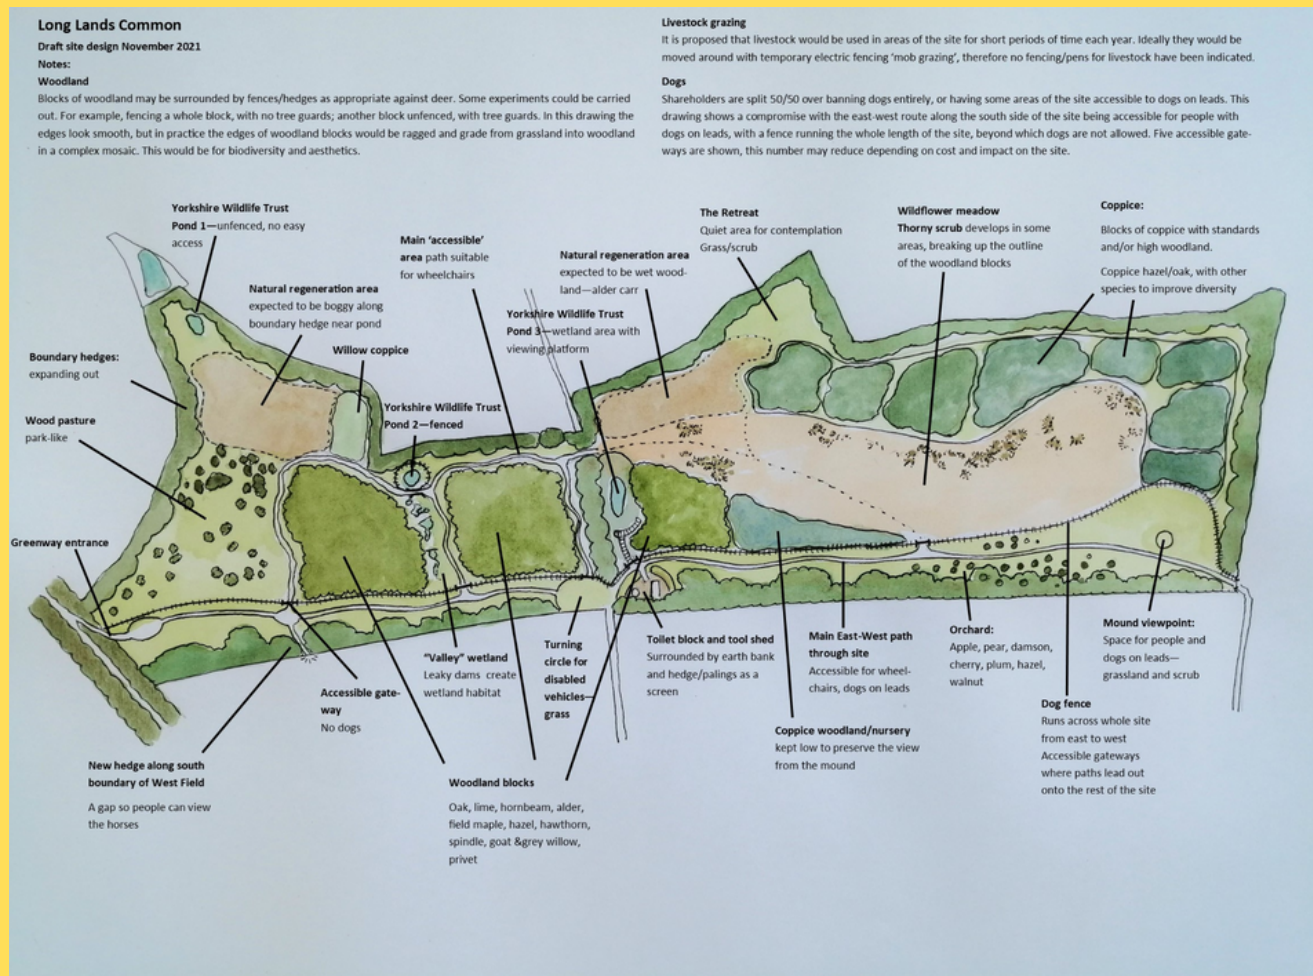 Long Lands Common
Draft site design November 2021
Notes:
Woodland
Blocks of woodland may be surrounded by fences/hedges as appropriate against deer. Some experiments could be carried
out. For example, fencing a whole block, with no tree guards; another block unfenced, with tree guards. In this drawing the
edges look smooth, but in practice the edges of woodland blocks would be ragged and grade from grassland into woodland
in a complex mosaic. This would be for biodiversity and aesthetics.
Livestock grazing
It is proposed that livestock would be used in areas of the site for short periods of time each year. Ideally they would be
moved around with temporary electric fencing ‘mob grazing’, therefore no fencing/pens for livestock have been indicated.
Dogs
Shareholders are split 50/50 over banning dogs entirely, or having some areas of the site accessible to dogs on leads. This
drawing shows a compromise with the east-west route along the south side of the site being accessible for people with
dogs on leads, with a fence running the whole length of the site, beyond which dogs are not allowed. Five accessible gate-
ways are shown, this number may reduce depending on cost and impact on the site.
Yorkshire Wildlife Trust
Pond 1—unfenced, no easy
access
Main ‘accessible’
area path suitable
for wheelchairs
Natural regeneration area
expected to be wet wood-
land—alder carr
The Retreat
Quiet area for contemplation
Grass/scrub
Wildflower meadow
Thorny scrub develops in some
areas, breaking up the outline
of the woodland blocks
Coppice:
Blocks of coppice with standards
and/or high woodland.
Coppice hazel/oak, with other
species to improve diversity
Natural regeneration area
expected to be boggy along
boundary hedge near pond
Yorkshire Wildlife Trust
Pond 3—wetland area with
viewing platform
Boundary hedges:
expanding out
Willow coppice
Yorkshire Wildlife Trust
Pond 2—fenced
Wood pasture
park-like
Greenway entrance
"Valley" wetland
Leaky dams create
wetland habitat
Accessible gate-
way
No dogs
Turning
circle for
disabled
vehicles—
grass
Toilet block and tool shed
Surrounded by earth bank
and hedge/palings as a
screen
Main East-West path
through site
Accessible for wheel-
chairs, dogs on leads
Orchard:
Apple, pear, damson,
cherry, plum, hazel,
walnut
Mound viewpoint:
Space for people and
dogs on leads—
grassland and scrub
Dog fence
Runs across whole site
from east to west
Accessible gateways
where paths lead out
onto the rest of the site
Coppice woodland/nursery
kept low to preserve the view
from the mound
New hedge along south
boundary of West Field
A gap so people can view
the horses
Woodland blocks
Oak, lime, hornbeam, alder,
field maple, hazel, hawthorn,
spindle, goat &grey willow,
privet